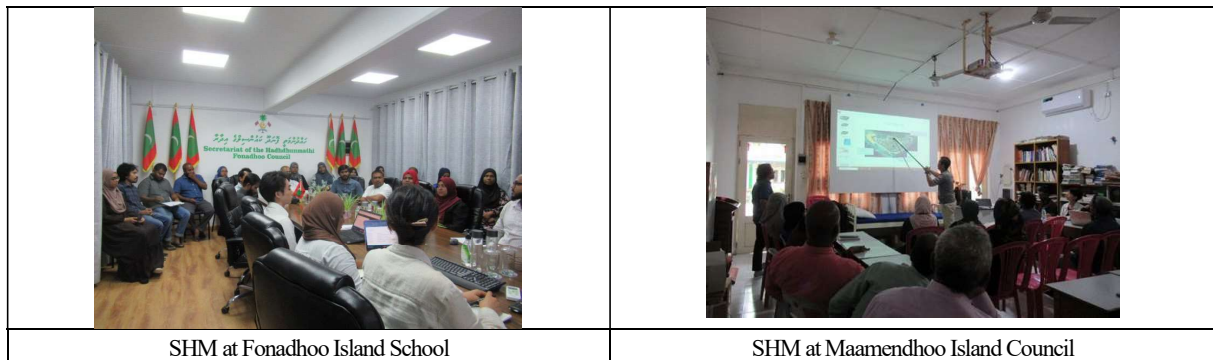 ހައްދުންމަތީ ފޮނަދޫ ކައުންސިލްގެ އިދާރާ
Secretariat of the Hadhdhunmathi
Fonadhoo Council
SHM at Fonadhoo Island School
SHM at Maamendhoo Island Council